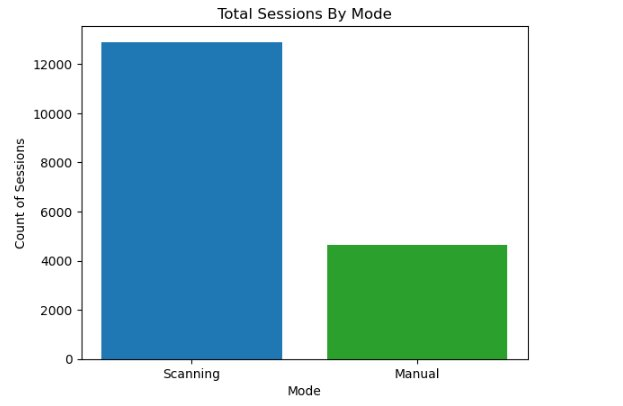 Total Sessions By Mode
Count of Sessions
12000
10000
8000
6000
4000
2000
0
Scanning Manual
Mode